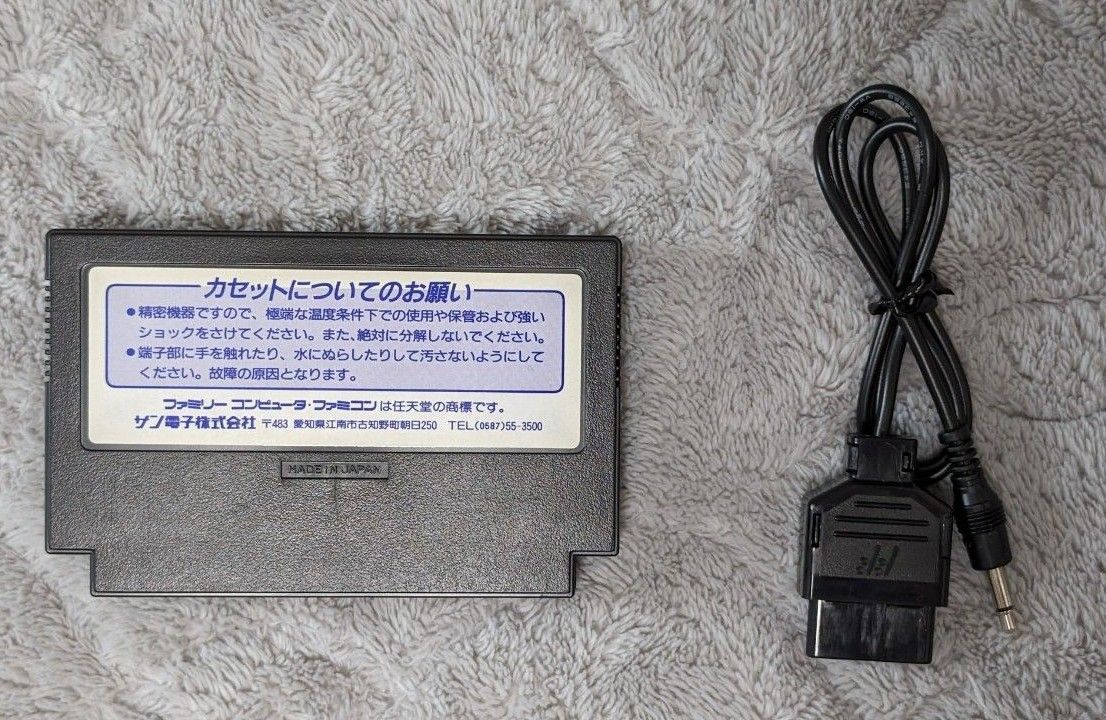 カセットについてのお願い
●精密機器ですので、極端な温度条件下での使用や保管および強い
ショックをさけてください。また、絶対に分解しないでください。
●端子部に手を触れたり、水にぬらしたりして汚さないようにして
ください。故障の原因となります。
ファミリー コンピュータ・ファミコンは任天堂の商標です。
サン電子株式会社 〒483 愛知県江南市古知野町朝日250 TEL(0587)55-3500
MADE IN JAPAN